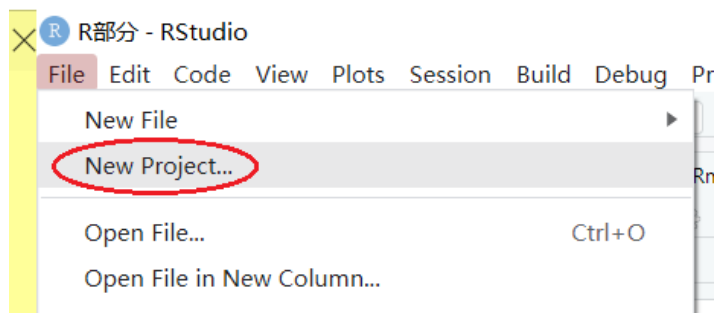 R R部分 - RStudio
File Edit Code View Plots Session Build Debug
New File
New Project...
Open File... Ctrl+O
Open File in New Column...